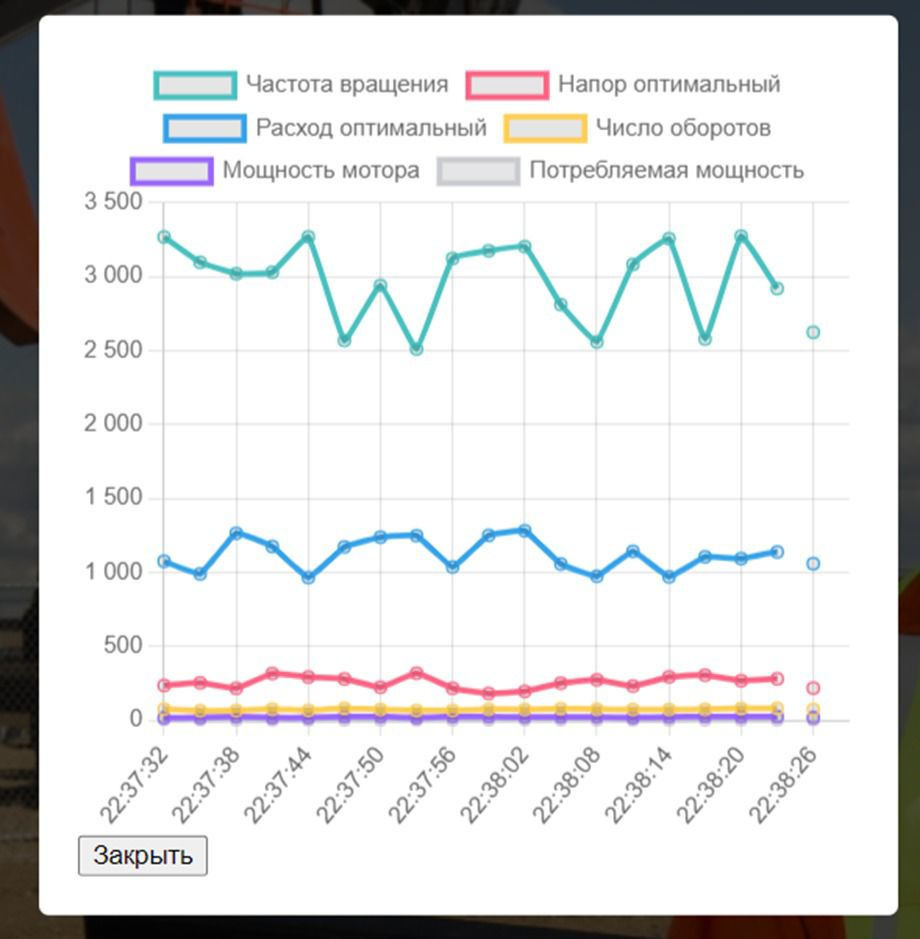 Частота вращения Напор оптимальный
Расход оптимальный Число оборотов
Мощность мотора Потребляемая мощность
3 500
3 000
2 500
2 000
1 500
1 000
500
0
22:37:32 22:37:38 22:37:44 22:37:50 22:37:56 22:38:02 22:38:08 22:38:14 22:38:20 22:38:26
Закрыть